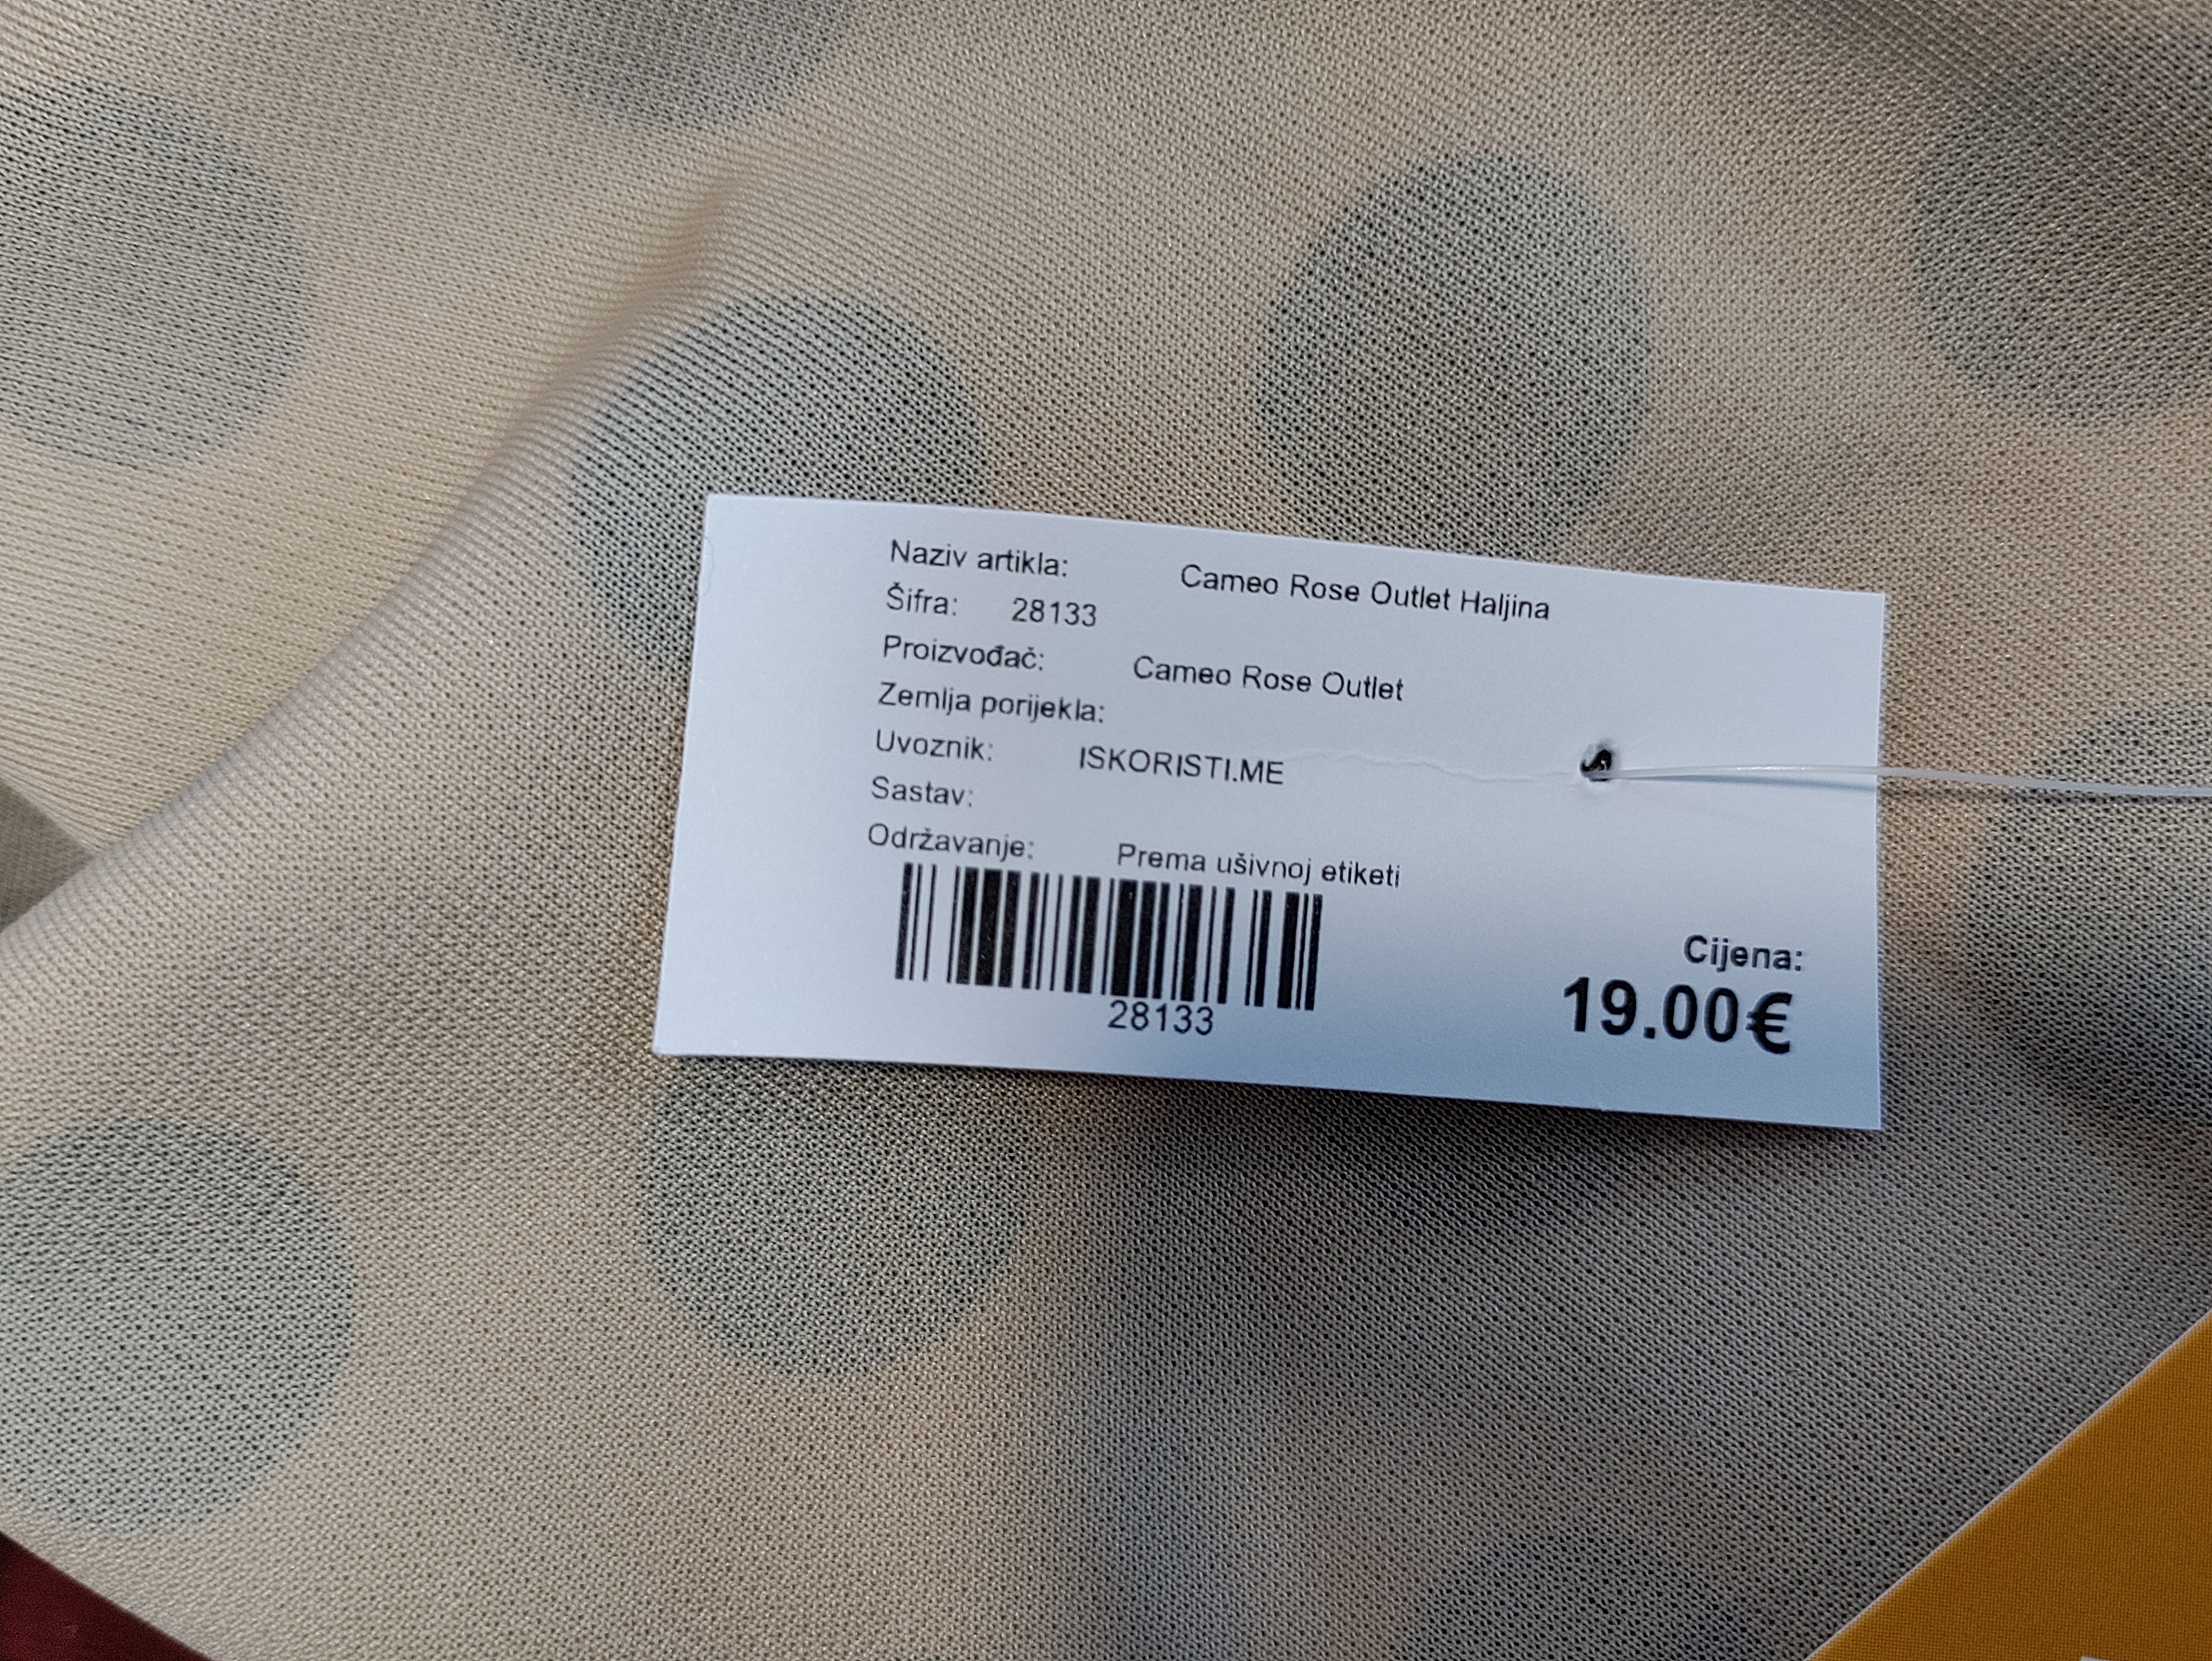 Naziv artikla: Cameo Rose Outlet Haljina
Šifra: 28133
Proizvođač: Cameo Rose Outlet
Zemlja porijekla:
Uvoznik: ISKORISTI.ME
Sastav:
Održavanje: Prema ušivnoj etiketi
28133
Cijena:
19.00€